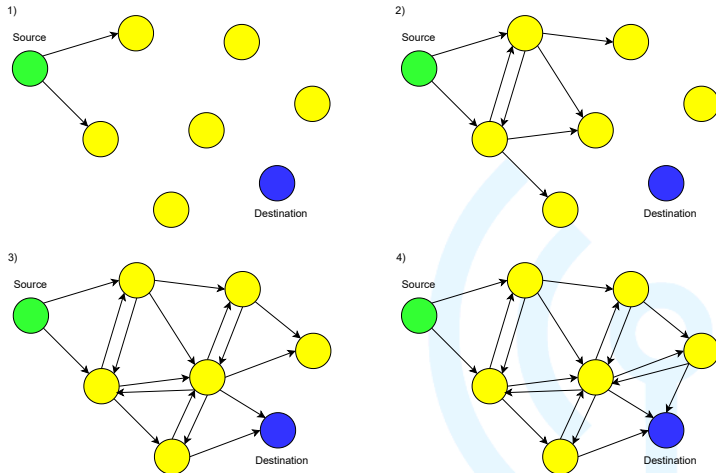 1)
Source
Destination
2)
Source
Destination
3)
Source
Destination
4)
Source
Destination